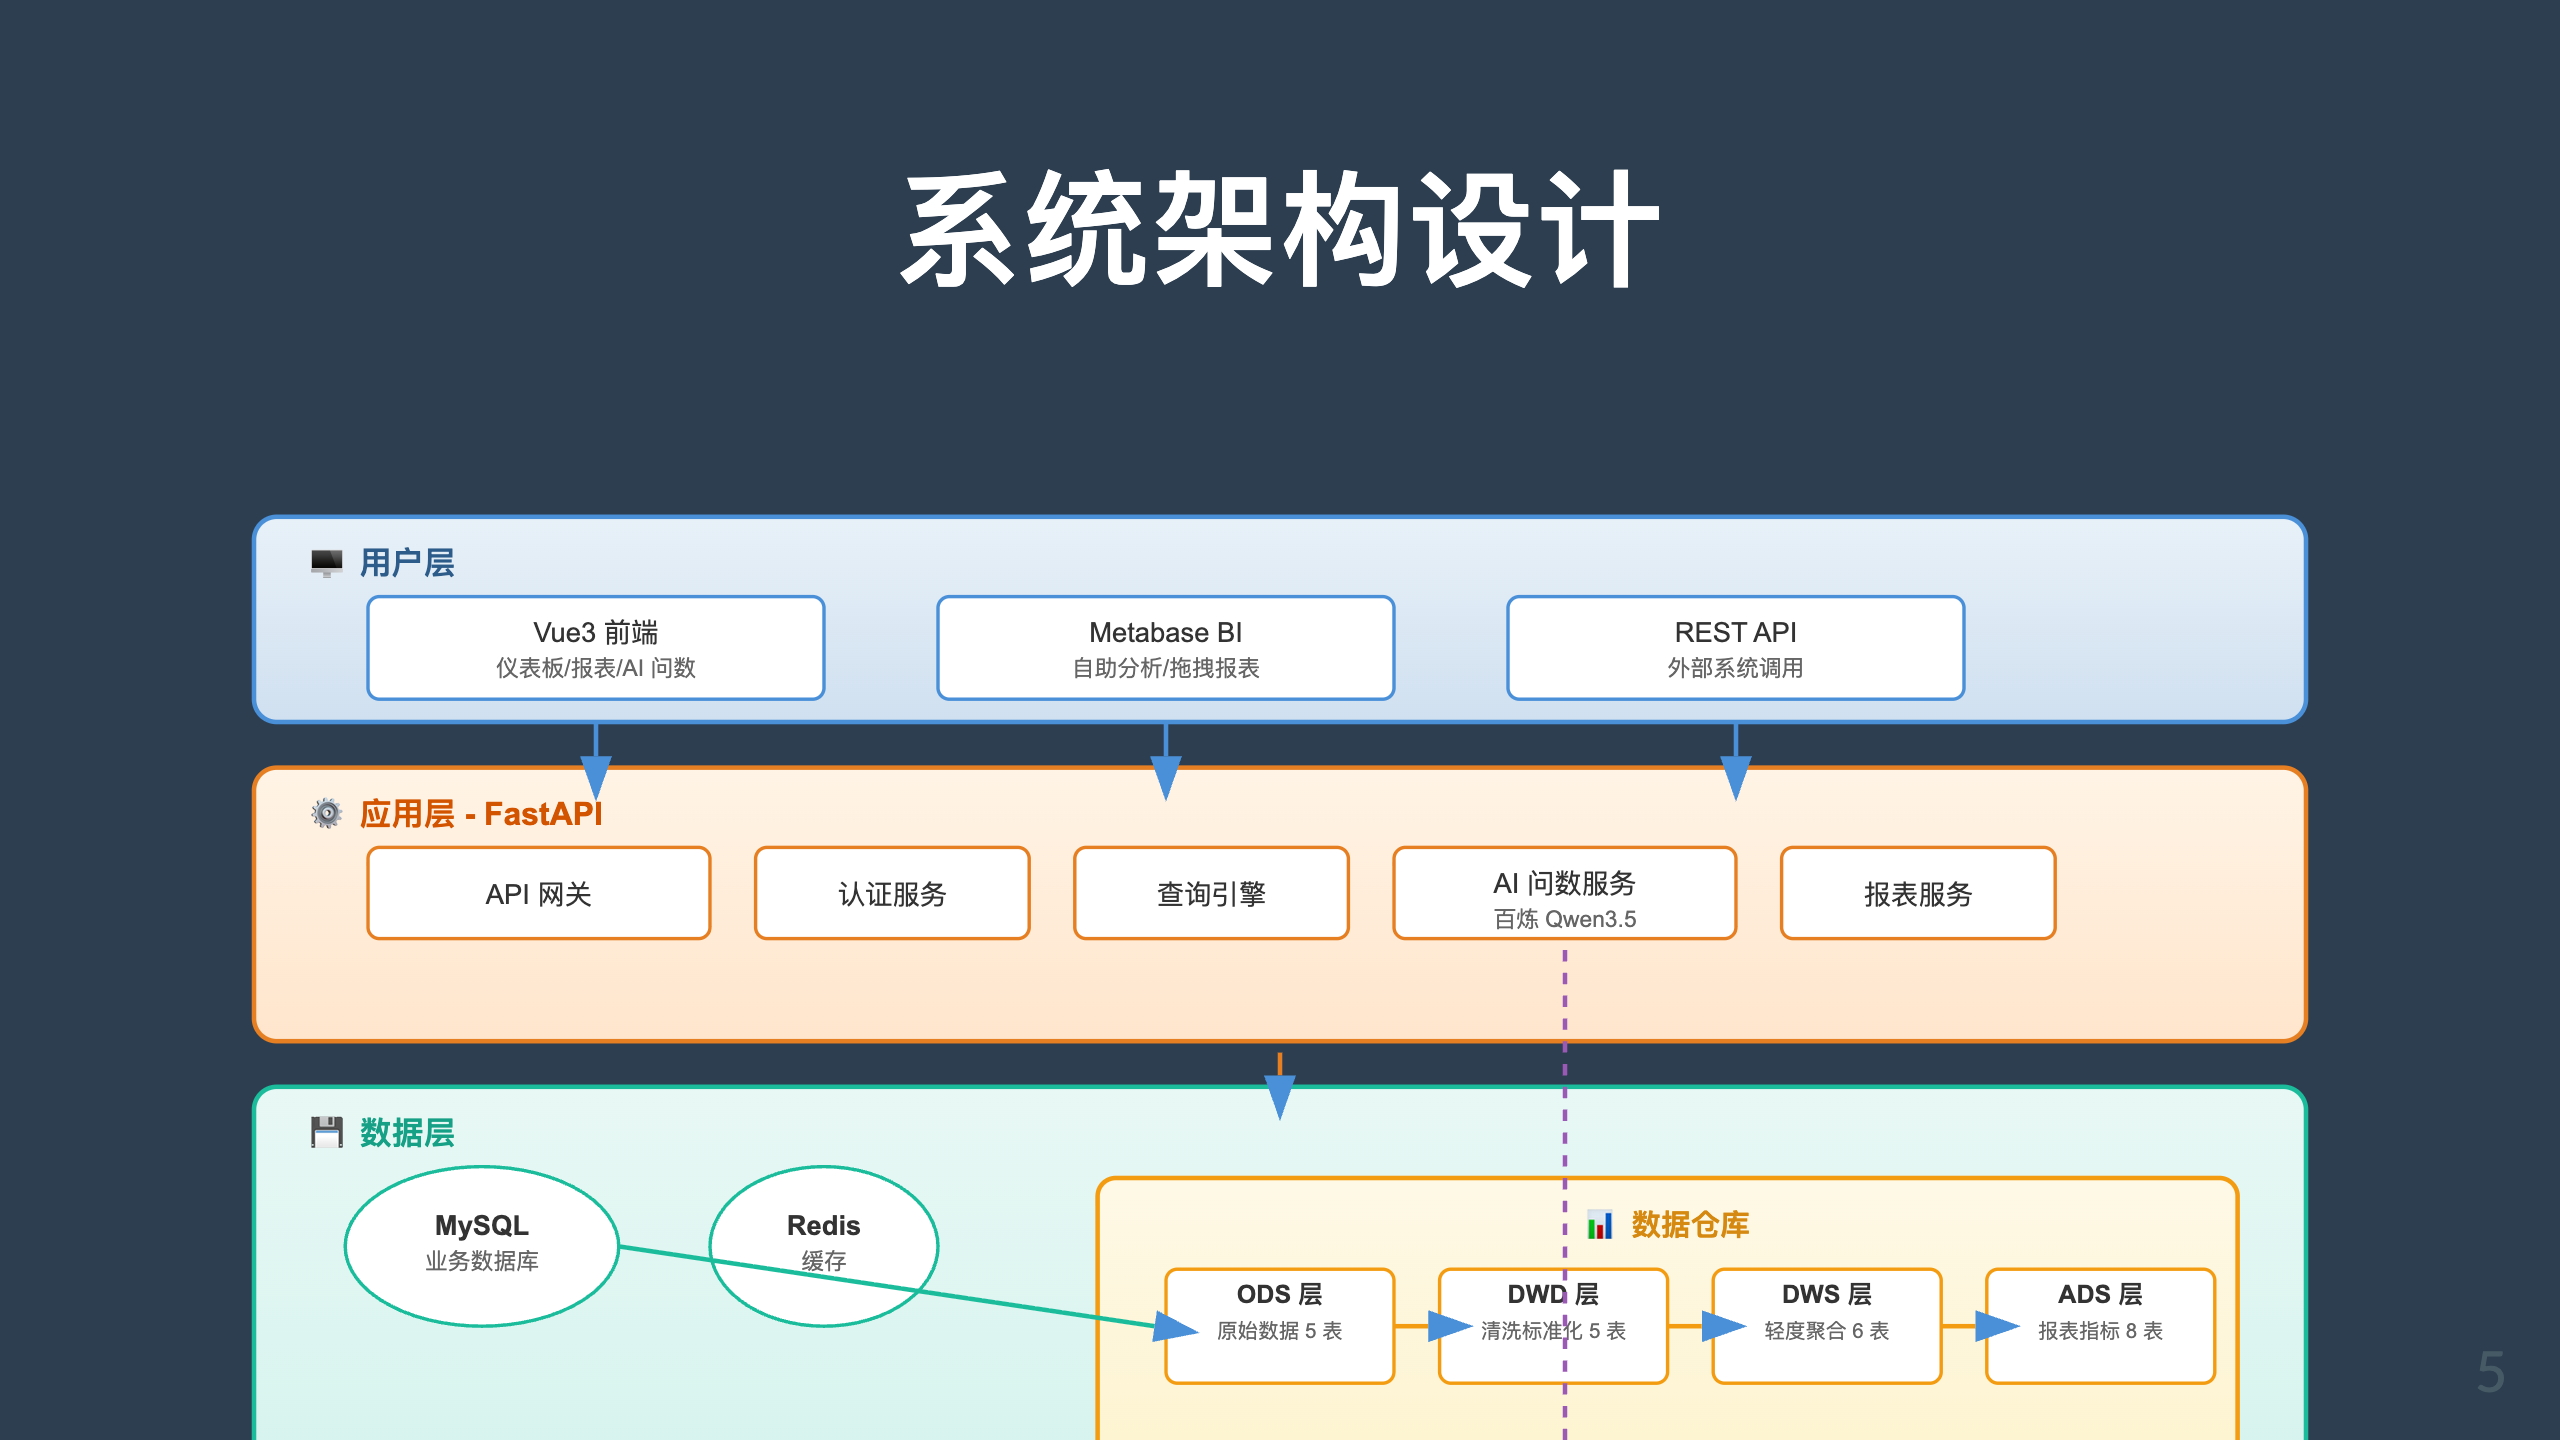 系统架构设计
用户层
Vue3 前端
仪表板/报表/AI 问数
Metabase BI
自助分析/拖拽报表
REST API
外部系统调用
应用层 - FastAPI
API 网关
认证服务
查询引擎
AI 问数服务
百炼 Qwen3.5
报表服务
数据层
MySQL
业务数据库
Redis
缓存
数据仓库
ODS 层
原始数据 5 表
DWD 层
清洗标准化 5 表
DWS 层
轻度聚合 6 表
ADS 层
报表指标 8 表
5